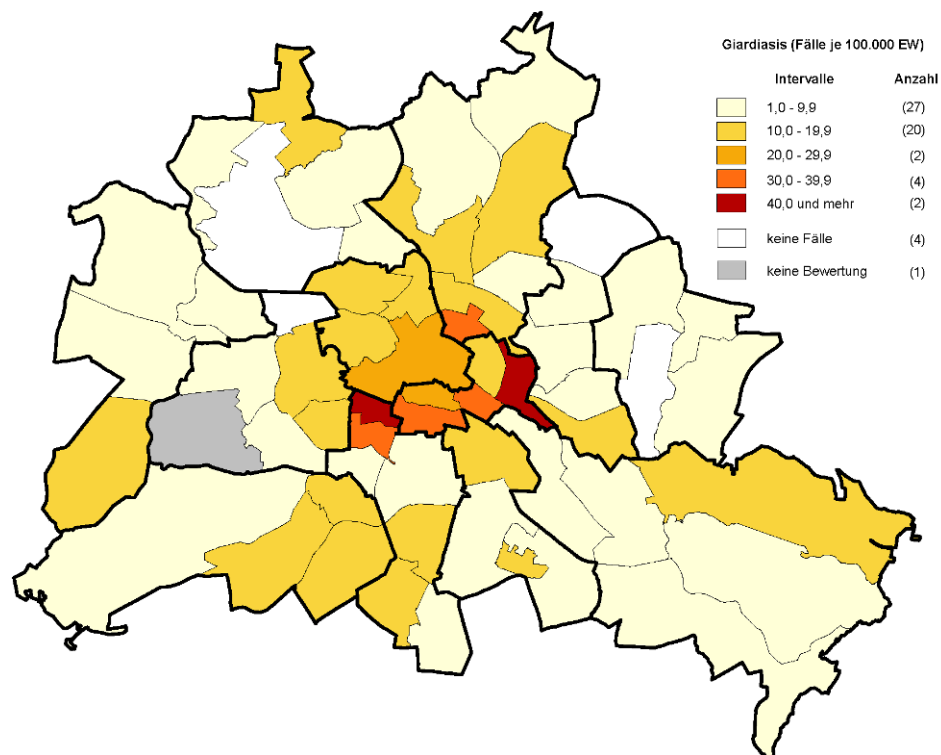 Giardiasis (Fälle je 100.000 EW)
Intervalle Anzahl
1,0 - 9,9 (27)
10,0 - 19,9 (20)
20,0 - 29,9 (2)
30,0 - 39,9 (4)
40,0 und mehr (2)
keine Fälle (4)
keine Bewertung (1)